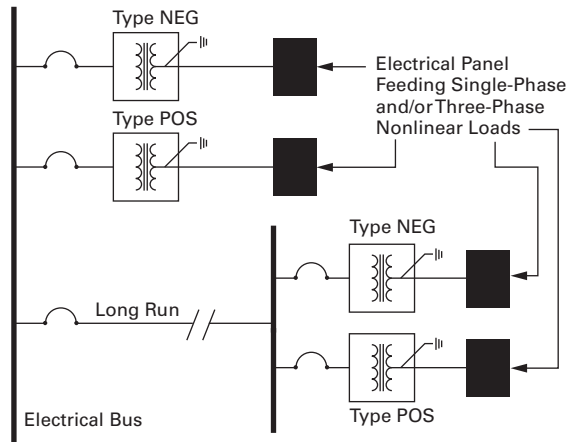 Type NEG
Electrical Panel
Feeding Single-Phase
and/or Three-Phase
Nonlinear Loads
Type POS
Type NEG
Long Run
Type POS
Electrical Bus